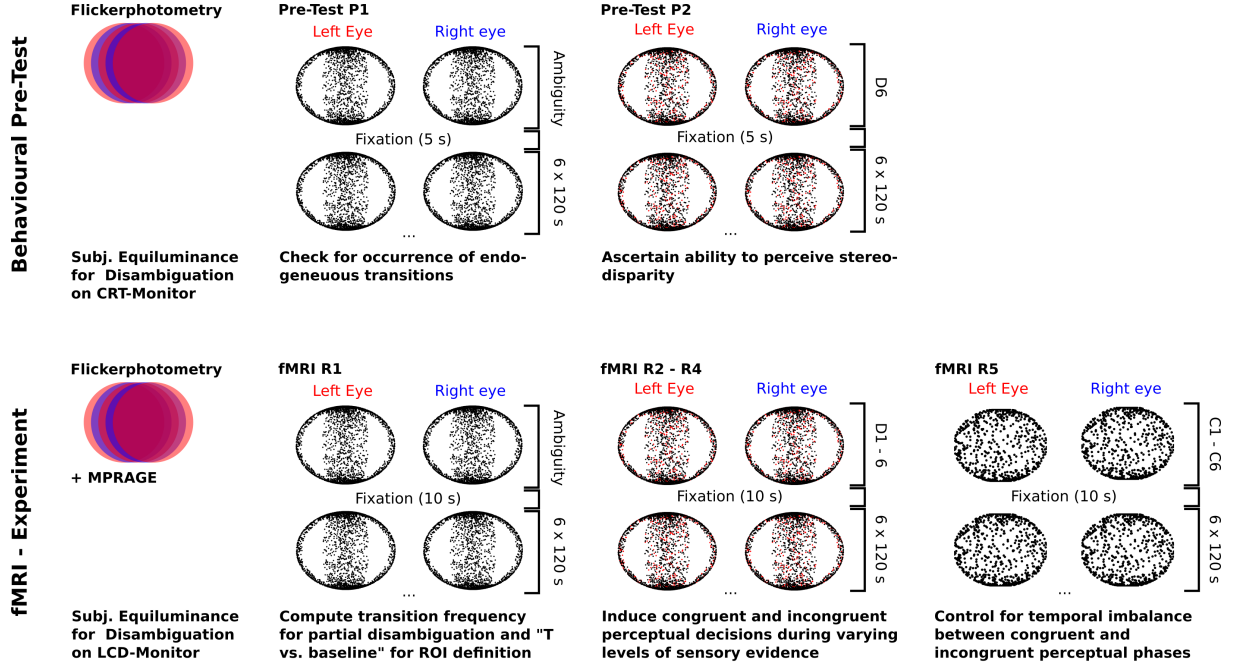 Behavioural Pre-Test
Flickerphotometry
Subj. Equiluminance
for Disambiguation
on CRT-Monitor
Pre-Test P1
Left Eye
Right eye
Ambiguity
Fixation (5 s)
6 x 120 s
...
Check for occurrence of endo-
geneuous transitions
Pre-Test P2
Left Eye
Right eye
D6
Fixation (5 s)
6 x 120 s
...
Ascertain ability to perceive stereo-
disparity
fMRI - Experiment
Flickerphotometry
+ MPRAGE
Subj. Equiluminance
for Disambiguation
on LCD-Monitor
fMRI R1
Left Eye
Right eye
Ambiguity
Fixation (10 s)
6 x 120 s
...
Compute transition frequency
for partial disambiguation and "T
vs. baseline" for ROI definition
fMRI R2 - R4
Left Eye
Right eye
D1 - 6
Fixation (10 s)
6 x 120 s
...
Induce congruent and incongruent
perceptual decisions during varying
levels of sensory evidence
fMRI R5
Left Eye
Right eye
C1 - C6
Fixation (10 s)
6 x 120 s
...
Control for temporal imbalance
between congruent and
incongruent perceptual phases